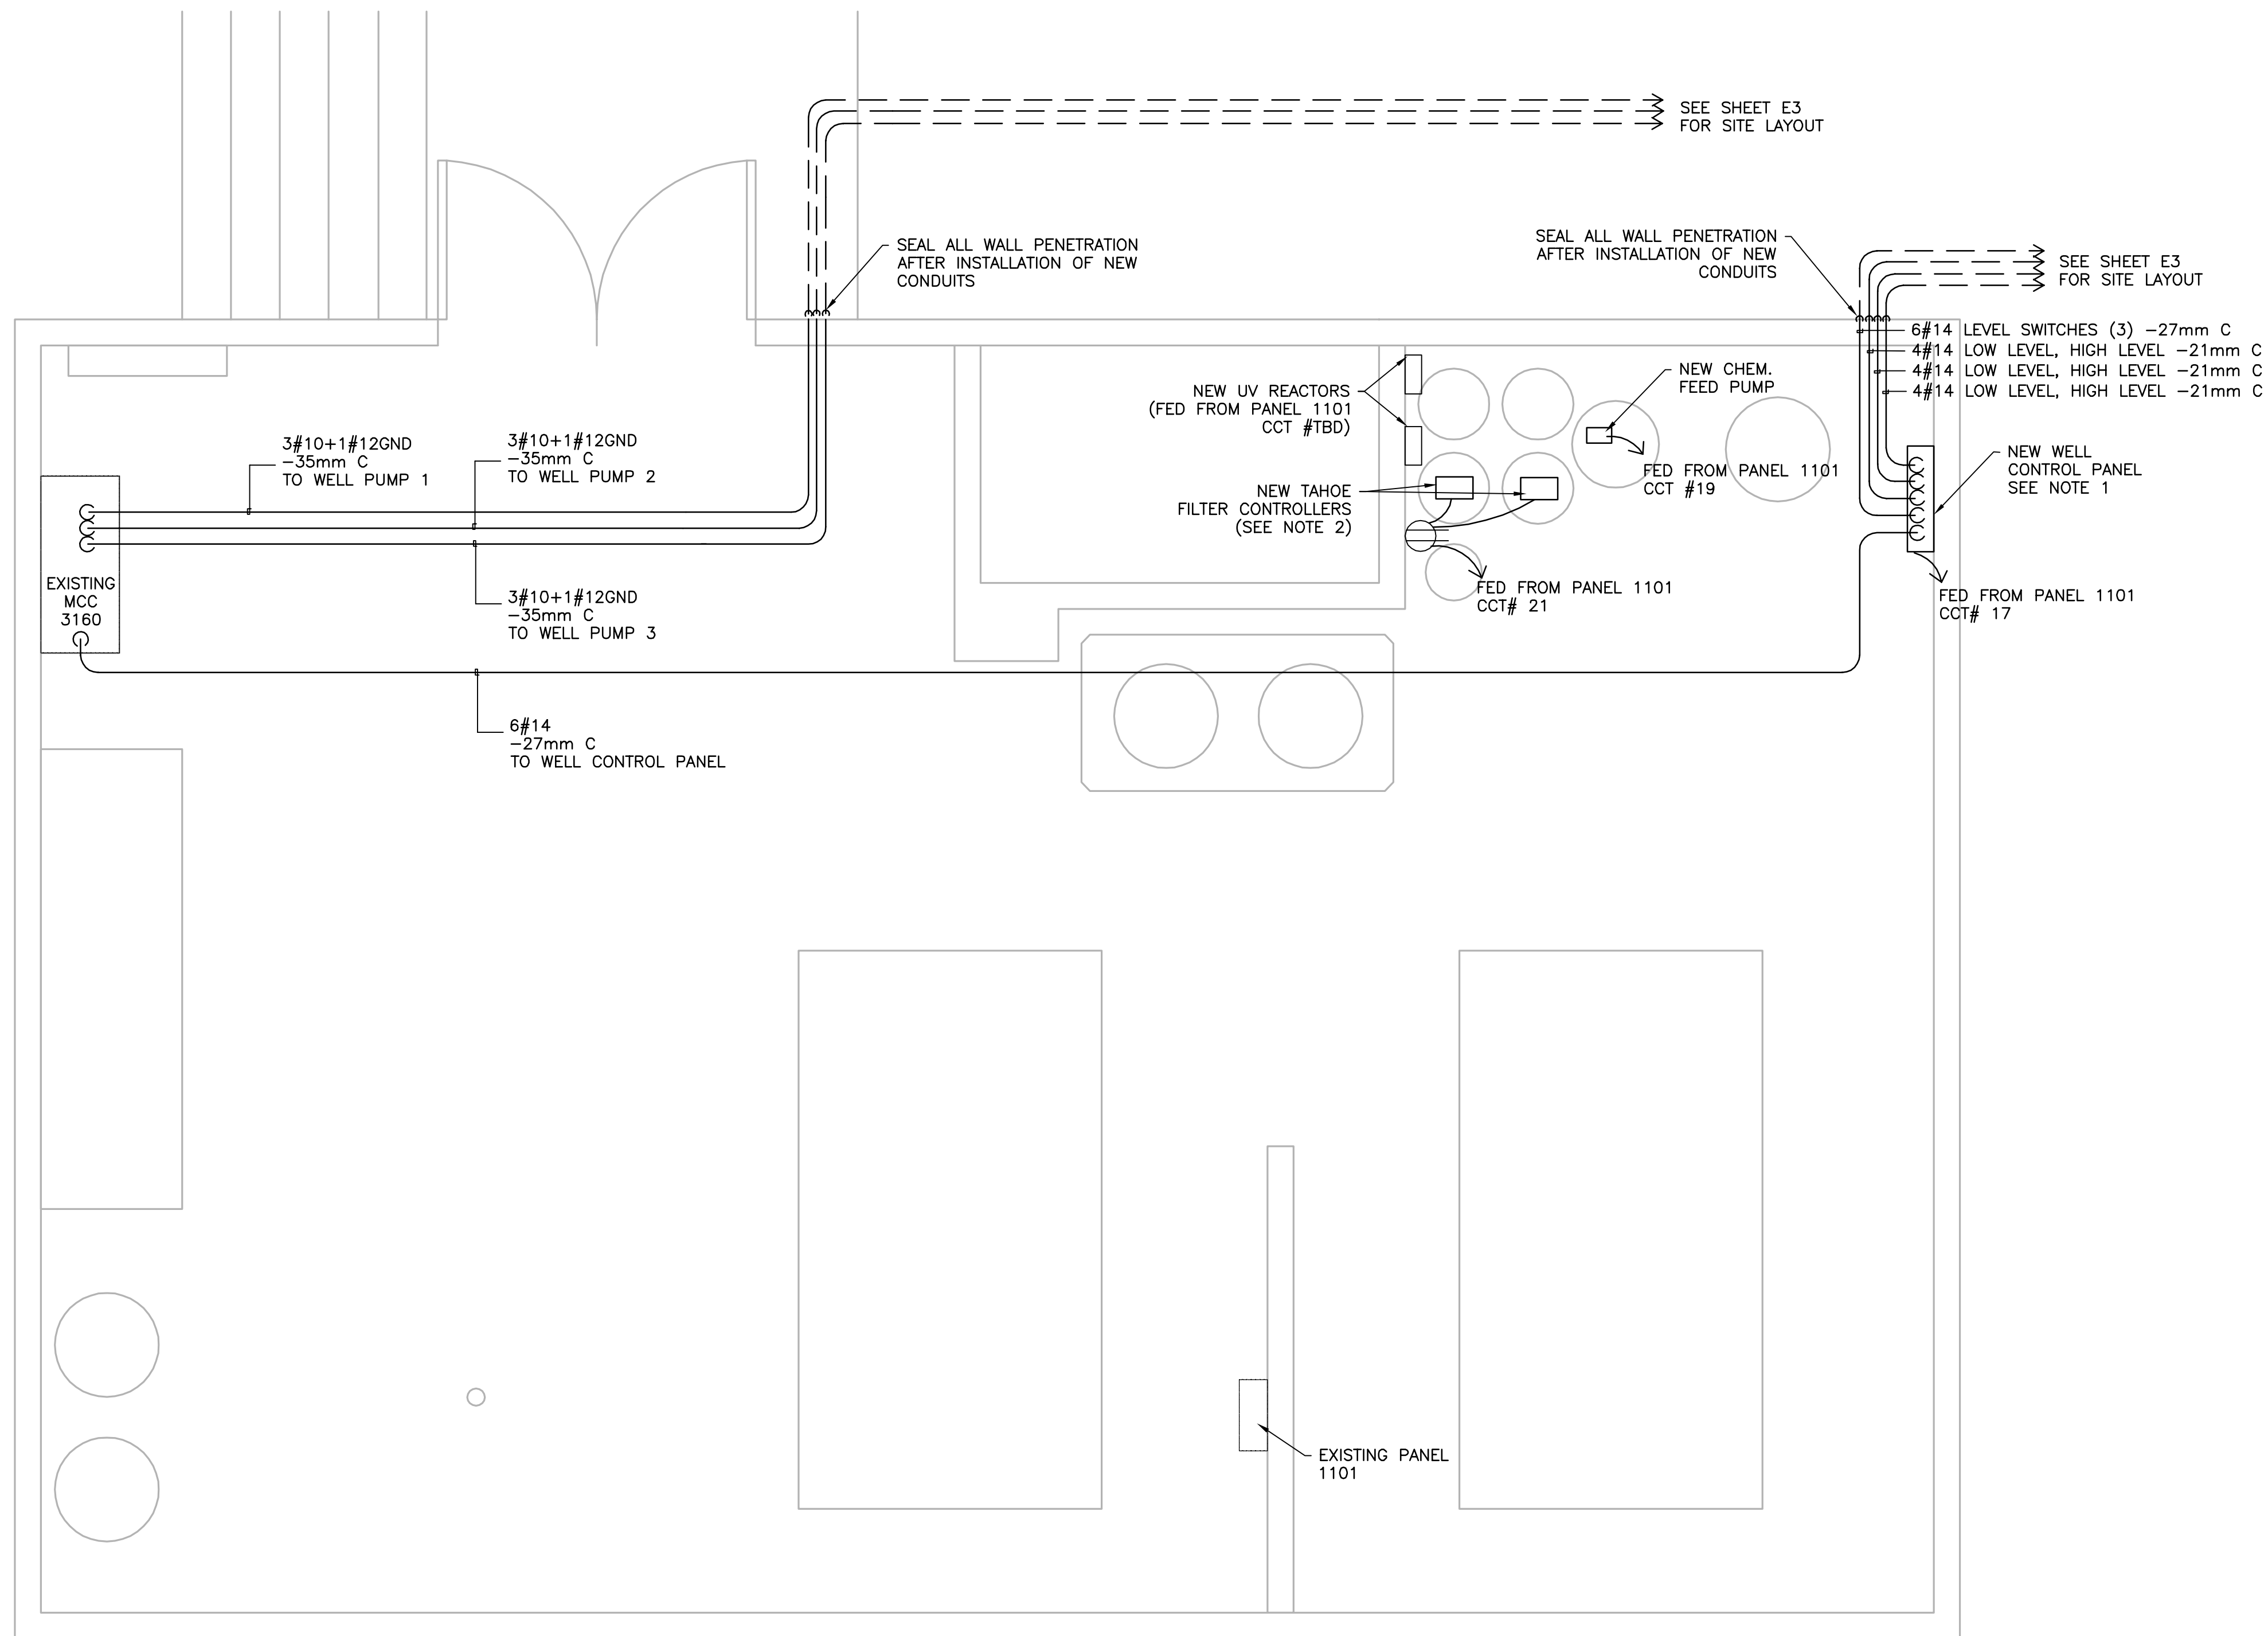 SEE SHEET E3
FOR SITE LAYOUT
SEAL ALL WALL PENETRATION
AFTER INSTALLATION OF NEW
CONDUITS
SEAL ALL WALL PENETRATION
AFTER INSTALLATION OF NEW
CONDUITS
SEE SHEET E3
FOR SITE LAYOUT
6#14 LEVEL SWITCHES (3) -27mm C
4#14 LOW LEVEL, HIGH LEVEL -21mm C
4#14 LOW LEVEL, HIGH LEVEL -21mm C
4#14 LOW LEVEL, HIGH LEVEL -21mm C
NEW UV REACTORS
(FED FROM PANEL 1101
CCT #TBD)
NEW CHEM.
FEED PUMP
3#10+1#12GND
-35mm C
TO WELL PUMP 1
3#10+1#12GND
-35mm C
TO WELL PUMP 2
FED FROM PANEL 1101
CCT #19
NEW WELL
CONTROL PANEL
SEE NOTE 1
NEW TAHOE
FILTER CONTROLLERS
(SEE NOTE 2)
EXISTING
MCC
3160
3#10+1#12GND
-35mm C
TO WELL PUMP 3
FED FROM PANEL 1101
CCT# 21
FED FROM PANEL 1101
CCT# 17
6#14
-27mm C
TO WELL CONTROL PANEL
EXISTING PANEL
1101